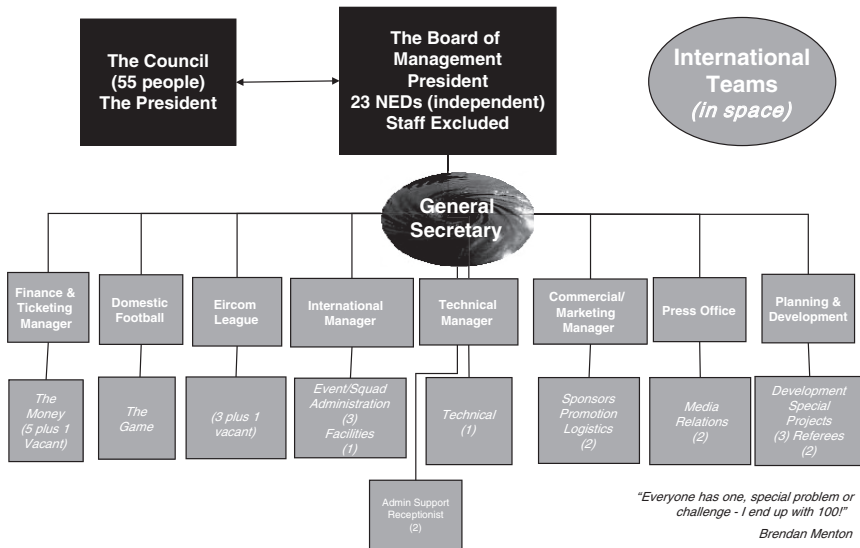 The Council
(55 people)
The President
The Board of
Management
President
23 NEDs (independent)
Staff Excluded
International
Teams
(in space)
General
Secretary
Finance &
Ticketing
Manager
Domestic
Football
Eircom
League
International
Manager
Technical
Manager
Commercial/
Marketing
Manager
Press Office
Planning &
Development
The
Money
(5 plus 1
Vacant)
The
Game
(3 plus 1
vacant)
Event/Squad
Administration
(3)
Facilities
(1)
Technical
(1)
Sponsors
Promotion
Logistics
(2)
Media
Relations
(2)
Development
Special
Projects
(3) Referees
(2)
Admin Support
Receptionist
(2)
“Everyone has one, special problem or
challenge - I end up with 100!”
Brendan Menton